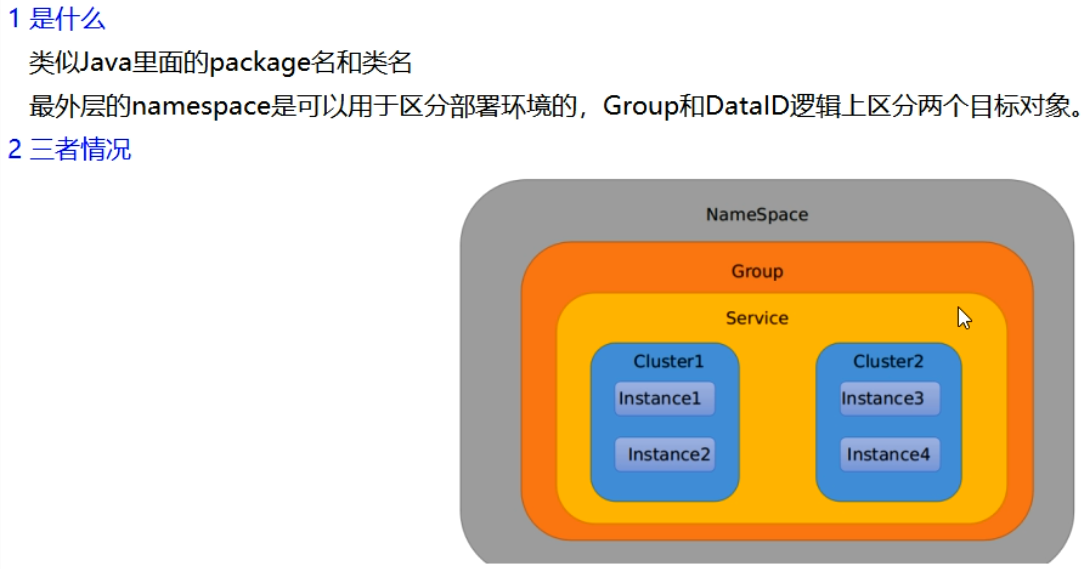 1 是什么
类似Java里面的package名和类名
最外层的namespace是可以用于区分部署环境的，Group和DataID逻辑上区分两个目标对象。
2 三者情况
NameSpace
Group
Service
Cluster1
Cluster2
Instance1
Instance3
Instance2
Instance4